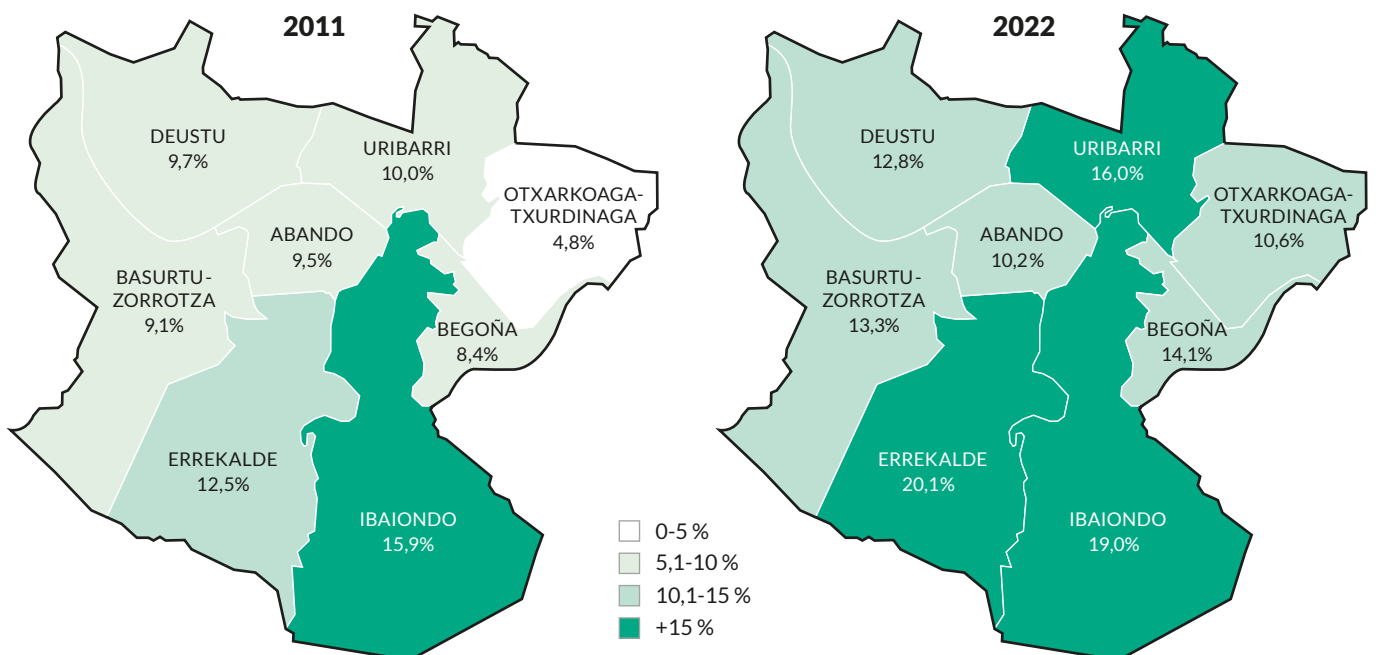 2011
DEUSTU
9,7%
URIBARRI
10,0%
OTXARKOAGA-
TXURDINAGA
4,8%
ABANDO
9,5%
BASURTU-
ZORROTZA
9,1%
BEGOÑA
8,4%
ERREKALDE
12,5%
IBAIONDO
15,9%
0-5 %
5,1-10 %
10,1-15 %
+15 %
2022
DEUSTU
12,8%
URIBARRI
16,0%
OTXARKOAGA-
TXURDINAGA
10,6%
ABANDO
10,2%
BASURTU-
ZORROTZA
13,3%
BEGOÑA
14,1%
ERREKALDE
20,1%
IBAIONDO
19,0%